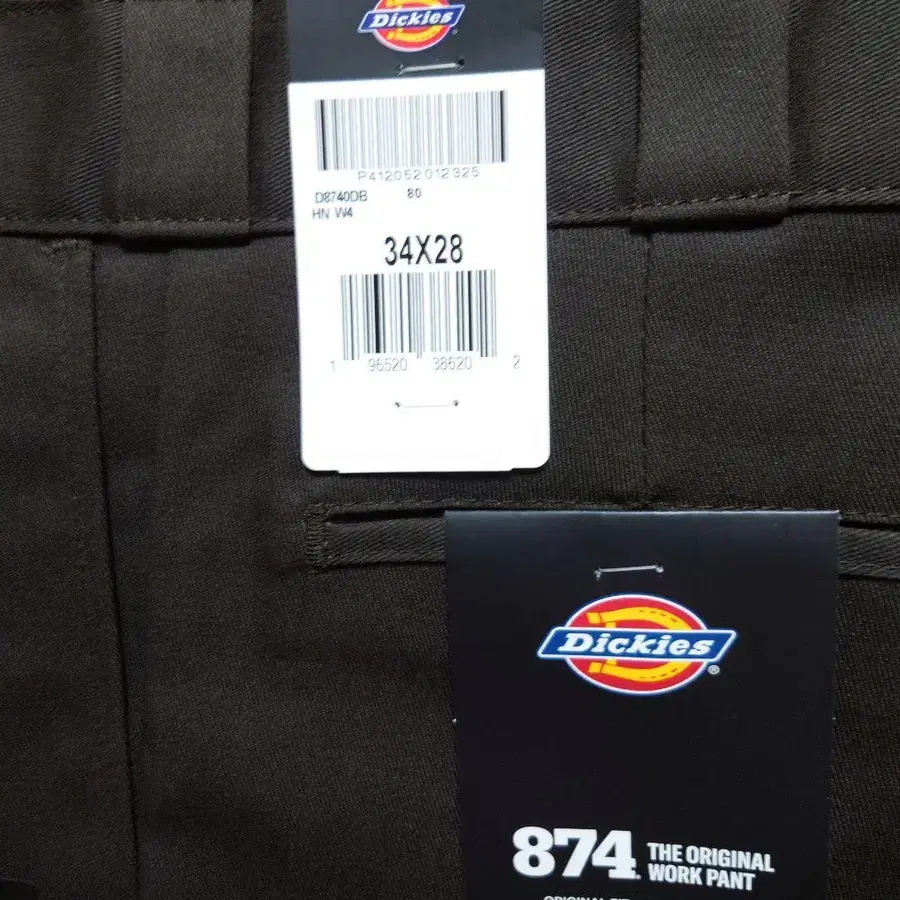 Dickies
P412052012325
D8740DB 80
HN W4
34X28
1 96520 38620 2
Dickies®
874® THE ORIGINAL
WORK PANT